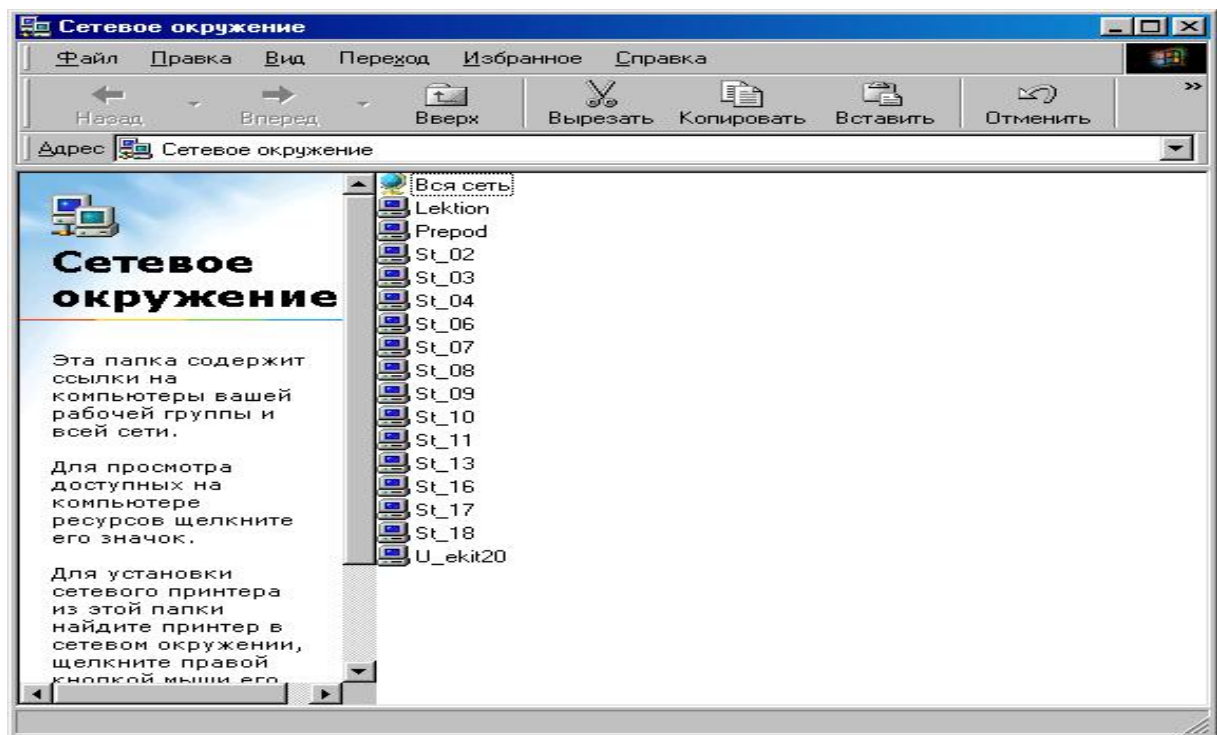 Сетевое окружение
Файл Правка Вид Переход Избранное Справка
Назад Вперед Вверх Вырезать Копировать Вставить Отменить »
Адрес Сетевое окружение
Сетевое
окружение
Эта папка содержит
ссылки на
компьютеры вашей
рабочей группы и
всей сети.
Для просмотра
доступных на
компьютере
ресурсов щелкните
его значок.
Для установки
сетевого принтера
из этой папки
найдите принтер в
сетевом окружении,
щелкните правой
кнопкой мыши его
Вся сеть
Lektion
Prepod
St_02
St_03
St_04
St_06
St_07
St_08
St_09
St_10
St_11
St_13
St_16
St_17
St_18
U_ekit20